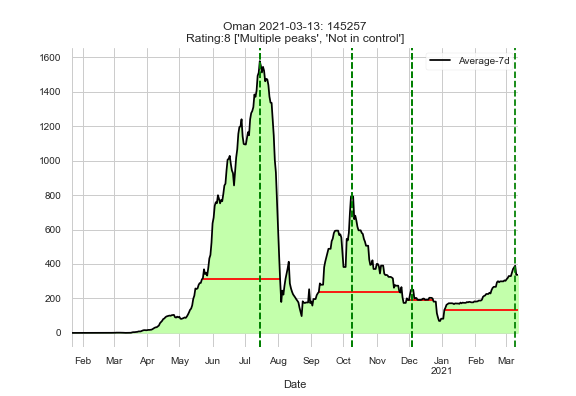 Oman 2021-03-13: 145257
Rating:8 ['Multiple peaks', 'Not in control']
Average-7d
1600
1400
1200
1000
800
600
400
200
0
Feb Mar Apr May Jun Jul Aug Sep Oct Nov Dec Jan Feb Mar
2021
Date